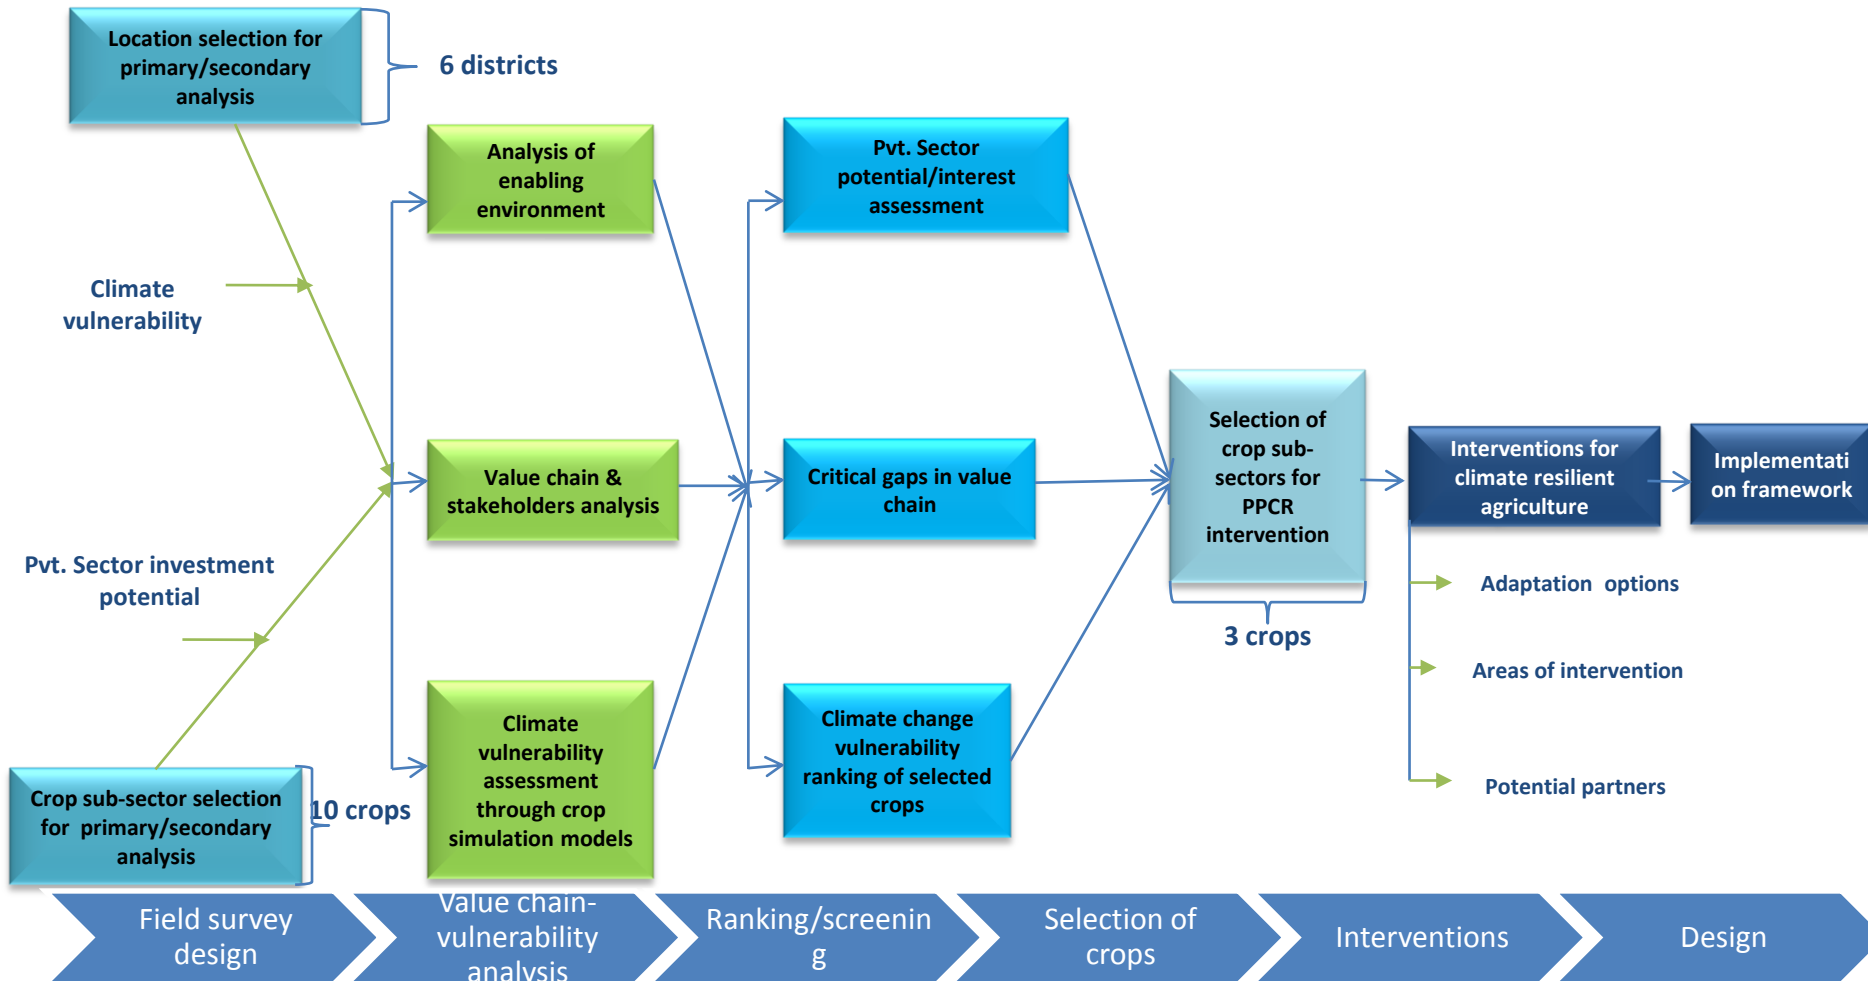 Location selection for
primary/secondary
analysis
6 districts
Climate
vulnerability
Pvt. Sector investment
potential
Crop sub-sector selection
for primary/secondary
analysis
10 crops
Analysis of
enabling
environment
Value chain &
stakeholders analysis
Climate
vulnerability
assessment
through crop
simulation models
Pvt. Sector
potential/interest
assessment
Critical gaps in value
chain
Climate change
vulnerability
ranking of selected
crops
Selection of
crop sub-
sectors for
PPCR
intervention
3 crops
Interventions for
climate resilient
agriculture
Adaptation options
Areas of intervention
Potential partners
Implementati
on framework
Field survey
design
Value chain-
vulnerability
analysis
Ranking/screenin
g
Selection of
crops
Interventions
Design